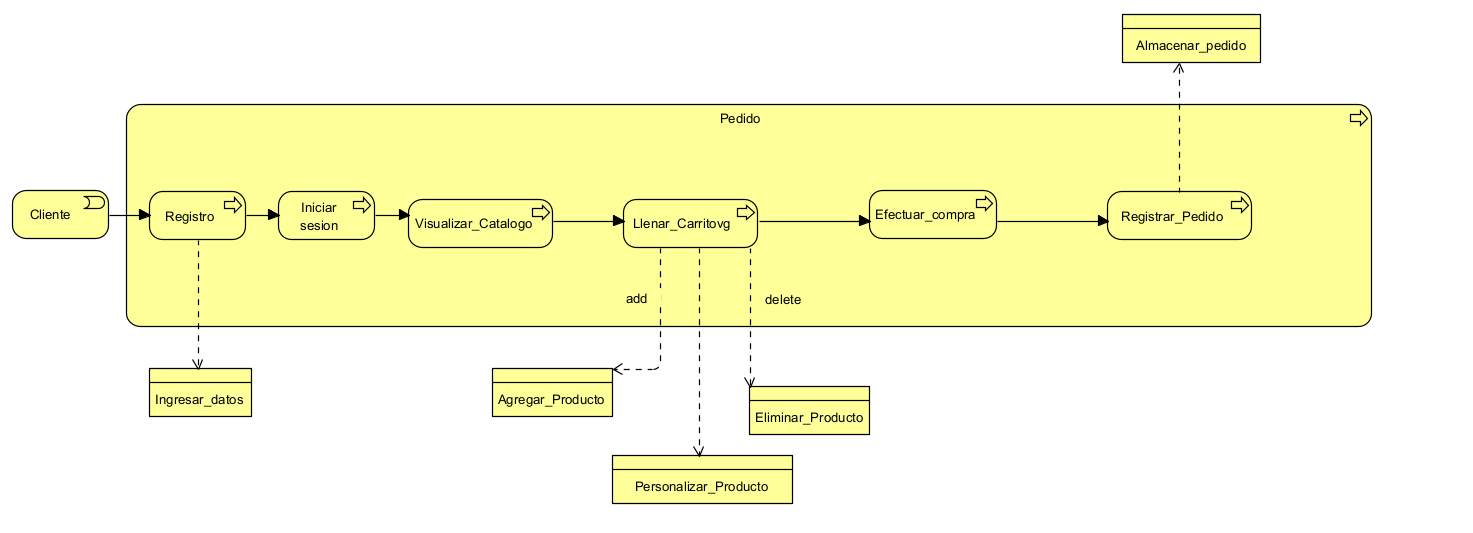 Almacenar_pedido
Pedido
Cliente
Registro
Iniciar
sesion
Visualizar_Catalogo
Llenar_Carritovg
Efectuar_compra
Registrar_Pedido
add
delete
Ingresar_datos
Agregar_Producto
Eliminar_Producto
Personalizar_Producto